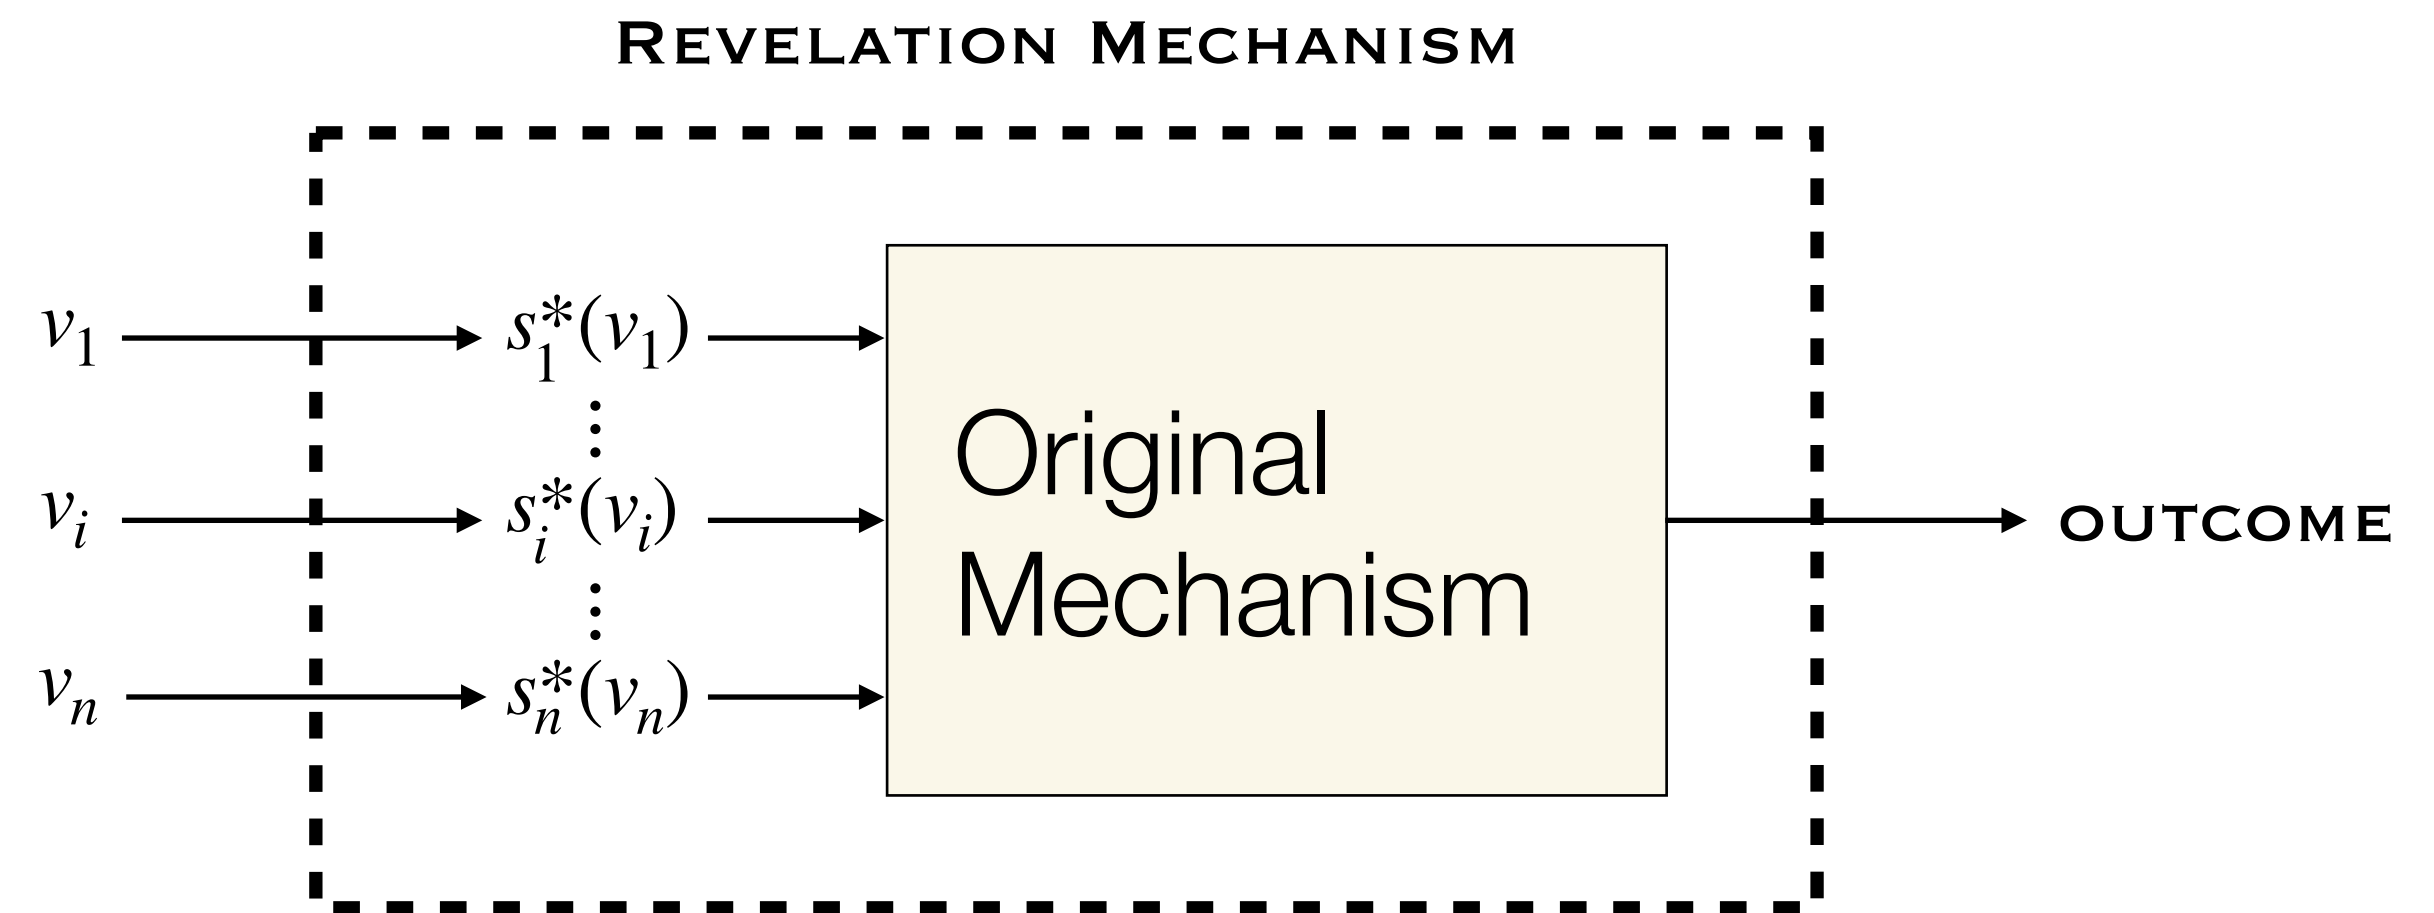 REVELATION MECHANISM
v₁ s₁*(v₁)
⋮
Original
vᵢ sᵢ*(vᵢ) OUTCOME
⋮
Mechanism
vₙ sₙ*(vₙ)